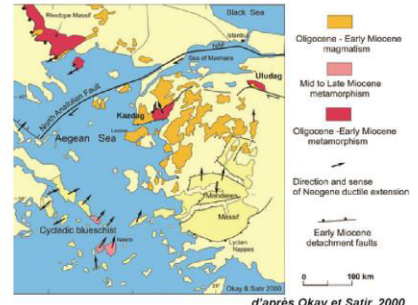 Rhodope Massif
Black Sea
Istanbul
NAF
Sea of Marmara
Uludag
North Anatolian Fault
Kazdag
Lesbos
Aegean Sea
Menderes
Massif
Cycladic blueschist
Naxos
Lycian
Nappes
Okay & Satir 2000
Oligocene - Early Miocene
magmatism
Mid to Late Miocene
metamorphism
Oligocene -Early Miocene
metamorphism
Direction and sense
of Neogene ductile extension
Early Miocene
detachment faults
0 100 km
d'après Okay et Satir, 2000